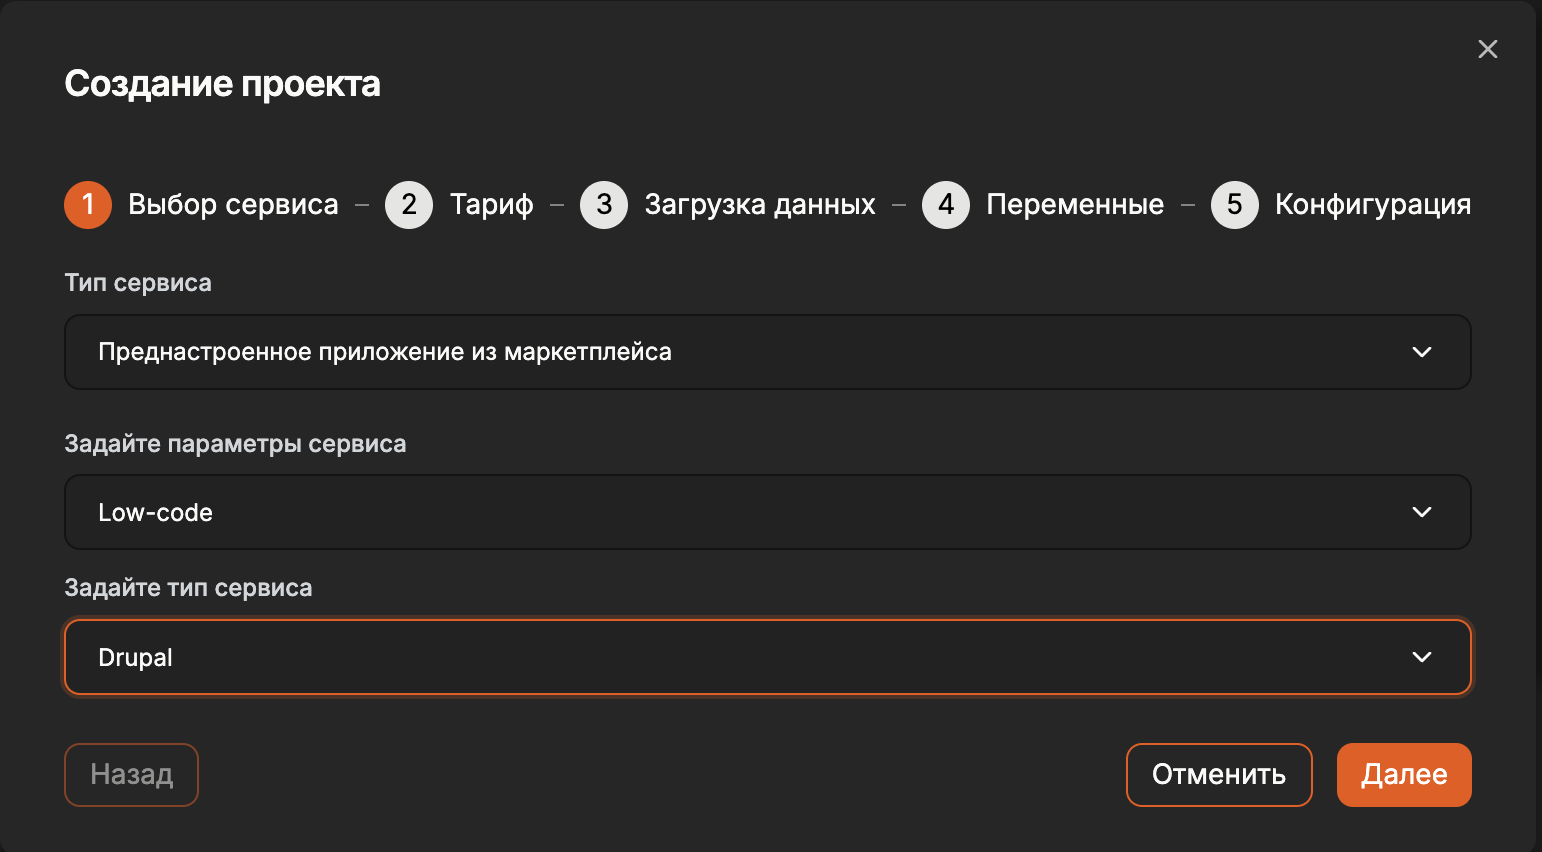 Создание проекта
1 Выбор сервиса – 2 Тариф – 3 Загрузка данных – 4 Переменные – 5 Конфигурация
Тип сервиса
Преднастроенное приложение из маркетплейса
Задайте параметры сервиса
Low-code
Задайте тип сервиса
Drupal
Назад Отменить Далее